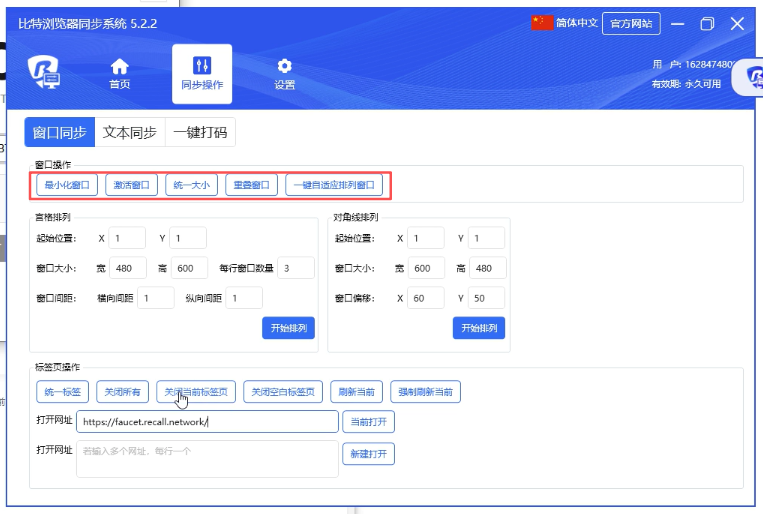 比特浏览器同步系统 5.2.2
简体中文 官方网站
首页 同步操作 设置
用 户: 162847480
有效期: 永久可用
窗口同步 文本同步 一键打码
窗口操作
最小化窗口 激活窗口 统一大小 重叠窗口 一键自适应排列窗口
宫格排列
起始位置: X 1 Y 1
窗口大小: 宽 480 高 600 每行窗口数量 3
窗口间距: 横向间距 1 纵向间距 1
开始排列
对角线排列
起始位置: X 1 Y 1
窗口大小: 宽 600 高 480
窗口偏移: X 60 Y 50
开始排列
标签页操作
统一标签 关闭所有 关闭当前标签页 关闭空白标签页 刷新当前 强制刷新当前
打开网址 https://faucet.recall.network/ 当前打开
打开网址 若输入多个网址，每行一个 新建打开